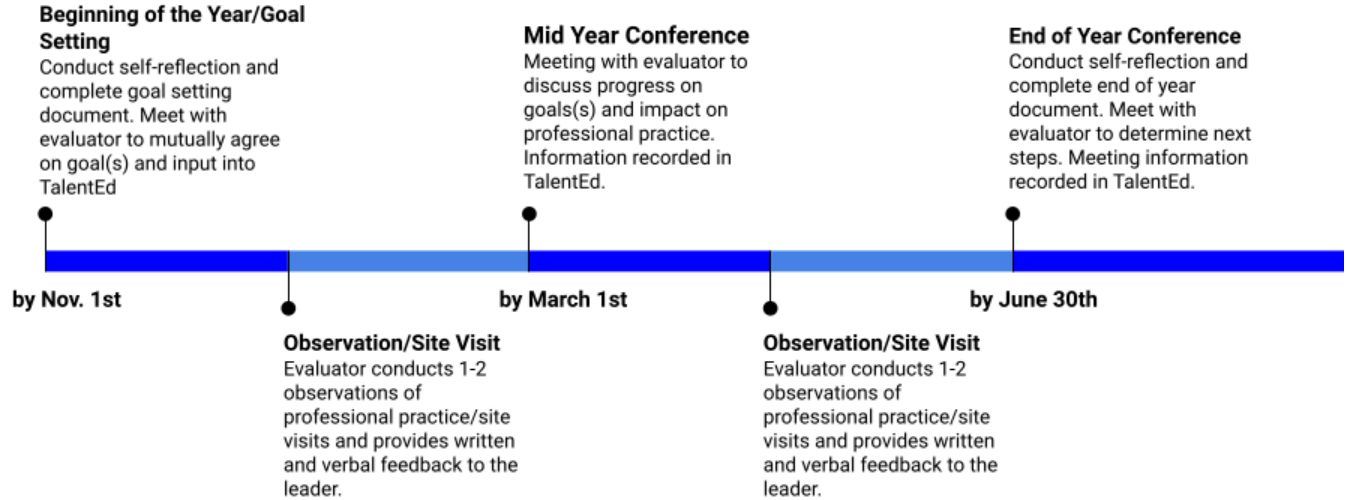 Beginning of the Year/Goal
Setting
Conduct self-reflection and
complete goal setting
document. Meet with
evaluator to mutually agree
on goal(s) and input into
TalentEd
Mid Year Conference
Meeting with evaluator to
discuss progress on
goals(s) and impact on
professional practice.
Information recorded in
TalentEd.
End of Year Conference
Conduct self-reflection and
complete end of year
document. Meet with
evaluator to determine next
steps. Meeting information
recorded in TalentEd.
by Nov. 1st
by March 1st
by June 30th
Observation/Site Visit
Evaluator conducts 1-2
observations of
professional practice/site
visits and provides written
and verbal feedback to the
leader.
Observation/Site Visit
Evaluator conducts 1-2
observations of
professional practice/site
visits and provides written
and verbal feedback to the
leader.